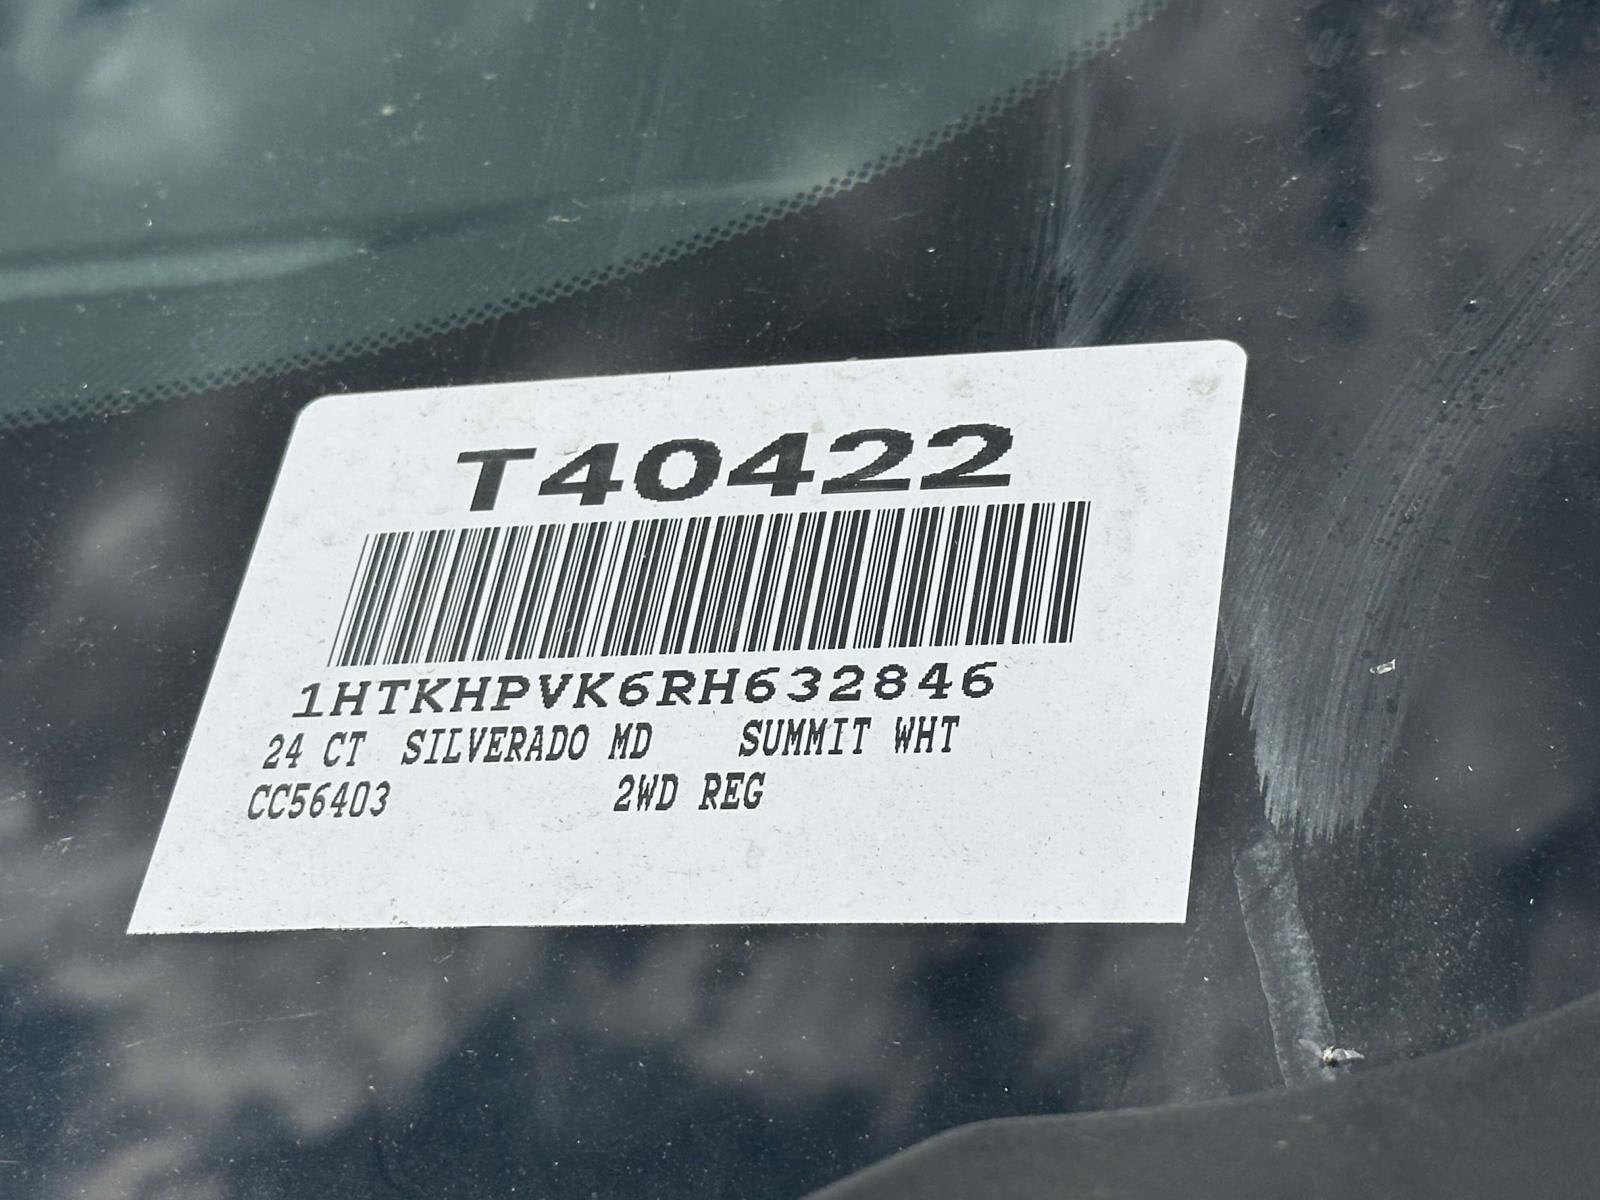 T40422
1HTKHPVK6RH632846
24 CT SILVERADO MD SUMMIT WHT
CC56403 2WD REG